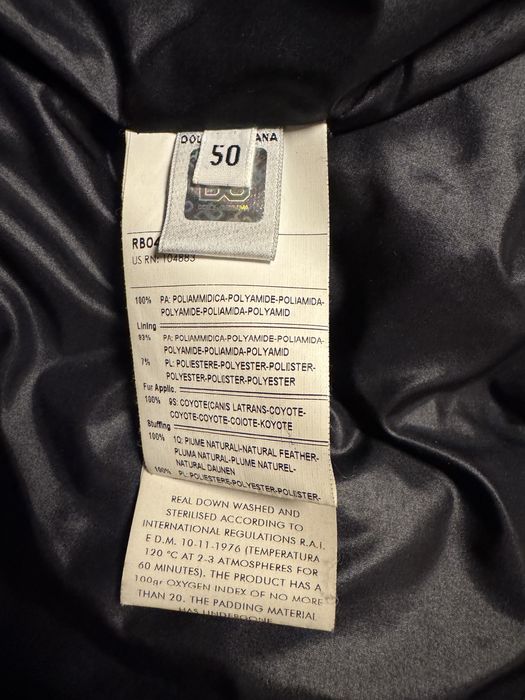 DOL ANA
50
DG
RB04
US RN: 104883
100% PA: POLIAMMIDICA-POLYAMIDE-POLIAMIDA-
POLYAMIDE-POLIAMIDA-POLYAMID
Lining
93% PA: POLIAMMIDICA-POLYAMIDE-POLIAMIDA-
POLYAMIDE-POLIAMIDA-POLYAMID
7% PL: POLIESTERE-POLYESTER-POLIESTER-
POLYESTER-POLIESTER-POLYESTER
Fur Applic.
100% 9S: COYOTE(CANIS LATRANS-COYOTE-
COYOTE-COYOTE-COIOTE-KOYOTE
Stuffing
100% 1Q: PIUME NATURALI-NATURAL FEATHER-
PLUMA NATURAL-PLUME NATUREL-
NATURAL DAUNEN
100% PL: POLIESTERE-POLYESTER-POLIESTER-
REAL DOWN WASHED AND
STERILISED ACCORDING TO
INTERNATIONAL REGULATIONS R.A.I.
E D.M. 10-11-1976 (TEMPERATURA
120 °C AT 2-3 ATMOSPHERES FOR
60 MINUTES). THE PRODUCT HAS A
100gr OXYGEN INDEX OF NO MORE
THAN 20. THE PADDING MATERIAL
HAS UNDERGONE